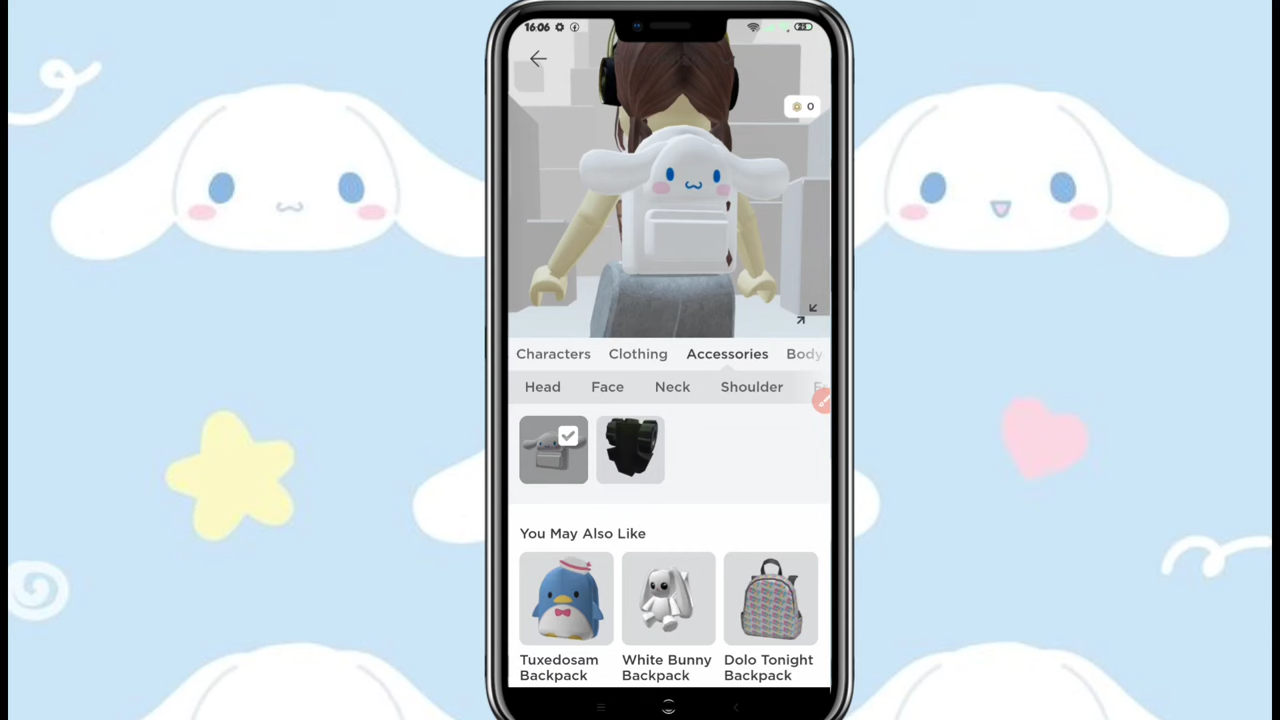 16:06
0
Characters Clothing Accessories Body
Head Face Neck Shoulder
You May Also Like
Tuxedosam Backpack
White Bunny Backpack
Dolo Tonight Backpack